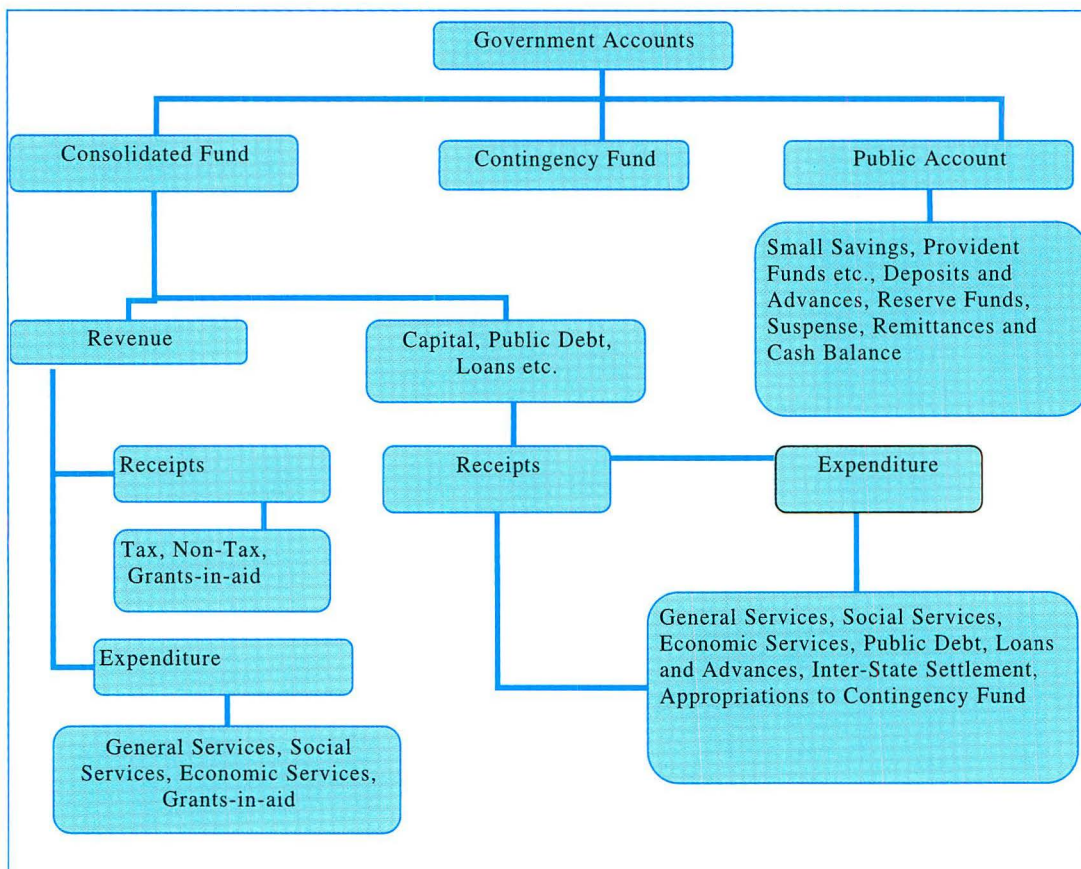 Government Accounts
Consolidated Fund
Contingency Fund
Public Account
Small Savings, Provident
Funds etc., Deposits and
Advances, Reserve Funds,
Suspense, Remittances and
Cash Balance
Revenue
Capital, Public Debt,
Loans etc.
Receipts
Receipts
Expenditure
Tax, Non-Tax,
Grants-in-aid
General Services, Social Services,
Economic Services, Public Debt, Loans
and Advances, Inter-State Settlement,
Appropriations to Contingency Fund
Expenditure
General Services, Social
Services, Economic Services,
Grants-in-aid